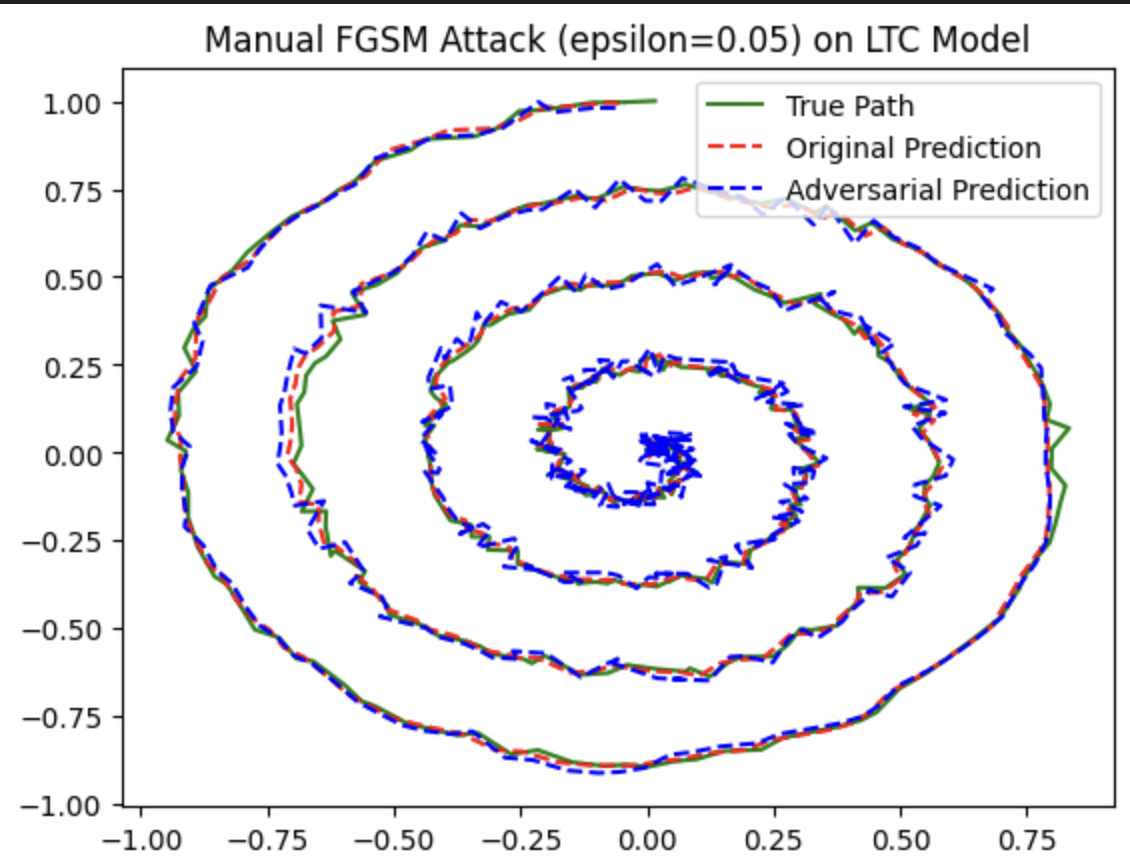 Manual FGSM Attack (epsilon=0.05) on LTC Model
True Path
Original Prediction
Adversarial Prediction
1.00
0.75
0.50
0.25
0.00
−0.25
−0.50
−0.75
−1.00
−1.00 −0.75 −0.50 −0.25 0.00 0.25 0.50 0.75